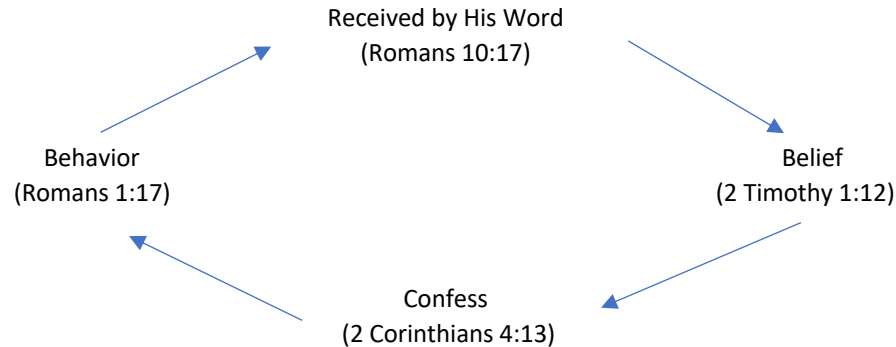 Received by His Word
(Romans 10:17)
Behavior
(Romans 1:17)
Belief
(2 Timothy 1:12)
Confess
(2 Corinthians 4:13)